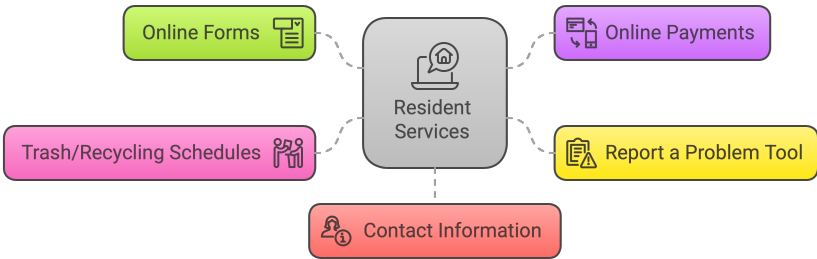 Online Forms
Online Payments
Resident
Services
Trash/Recycling Schedules
Report a Problem Tool
Contact Information